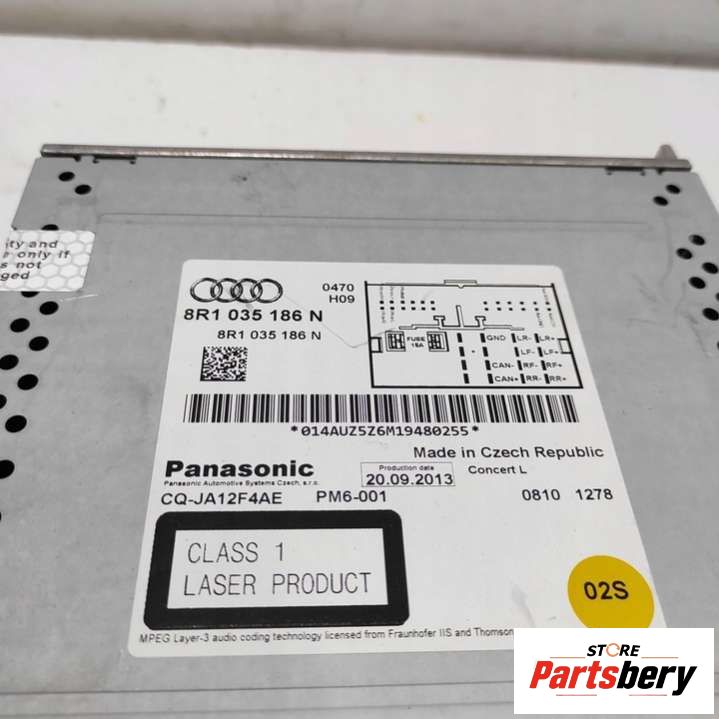 ty and
only if
s not
ged
0470
H09
8R1 035 186 N
8R1 035 186 N
FUSE
15A
GND LR- LR+
LF- LF+
CAN- RF- RF+
CAN+ RR- RR+
*014AUZ5Z6M19480255*
Made in Czech Republic
Panasonic
Production date
Concert L
Panasonic Automotive Systems Czech, s.r.o.
20.09.2013
CQ-JA12F4AE PM6-001
0810 1278
CLASS 1
LASER PRODUCT
02S
MPEG Layer-3 audio coding technology licensed from Fraunhofer IIS and Thomson
STORE
Partsbery